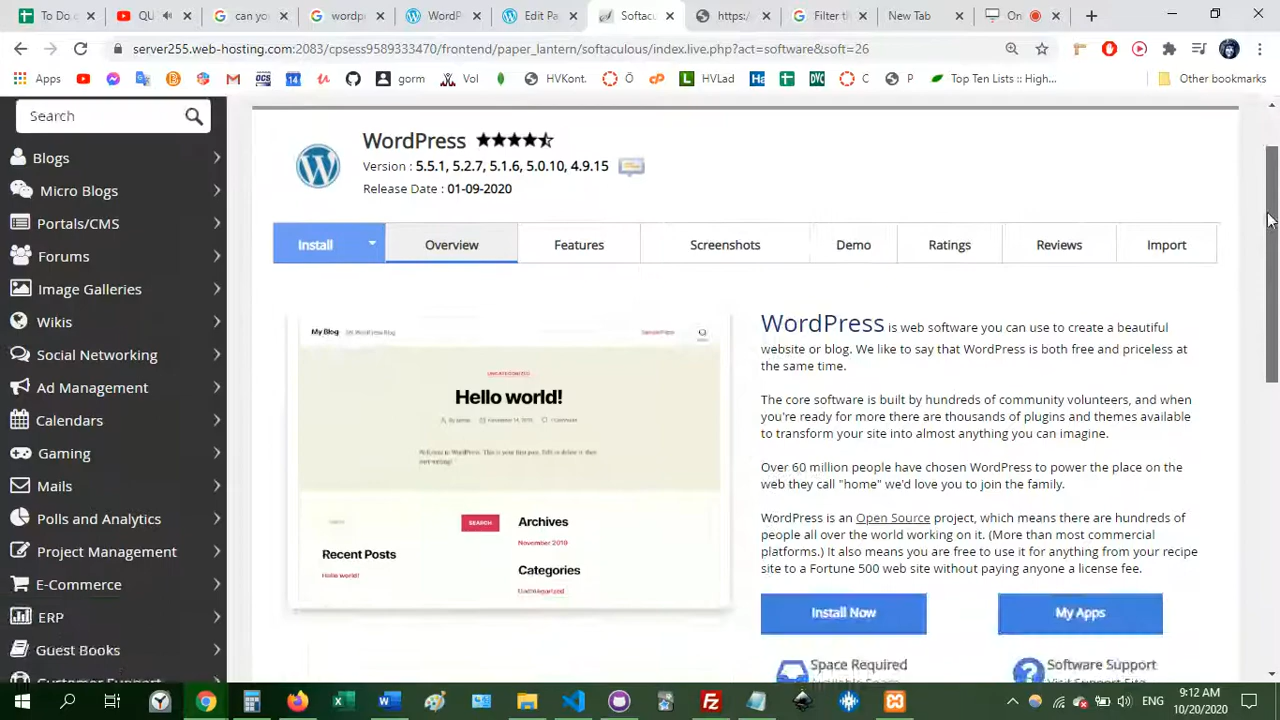 To Do
QU
can yo
wordp
WordPress
Edit Pa
Softacu
https:/
Filter th
New Tab
On
server255.web-hosting.com:2083/cpsess9589333470/frontend/paper_lantern/softaculous/index.live.php?act=software&soft=26
Apps
gorm
Vol
HVKont.
Ö
HVLad
C
P
Top Ten Lists :: High...
Other bookmarks
Search
Blogs
Micro Blogs
Portals/CMS
Forums
Image Galleries
Wikis
Social Networking
Ad Management
Calendars
Gaming
Mails
Polls and Analytics
Project Management
E-Commerce
ERP
Guest Books
Customer Support
WordPress
Version : 5.5.1, 5.2.7, 5.1.6, 5.0.10, 4.9.15
Release Date : 01-09-2020
Install
Overview
Features
Screenshots
Demo
Ratings
Reviews
Import
My Blog
Hello world!
SEARCH
Archives
November 2018
Recent Posts
Hello world!
Categories
Uncategorized
WordPress is web software you can use to create a beautiful
website or blog. We like to say that WordPress is both free and priceless at
the same time.
The core software is built by hundreds of community volunteers, and when
you're ready for more there are thousands of plugins and themes available
to transform your site into almost anything you can imagine.
Over 60 million people have chosen WordPress to power the place on the
web they call "home" we'd love you to join the family.
WordPress is an Open Source project, which means there are hundreds of
people all over the world working on it. (More than most commercial
platforms.) It also means you are free to use it for anything from your recipe
site to a Fortune 500 web site without paying anyone a license fee.
Install Now
My Apps
Space Required
Software Support
Visit Support Site
ENG
9:12 AM
10/20/2020